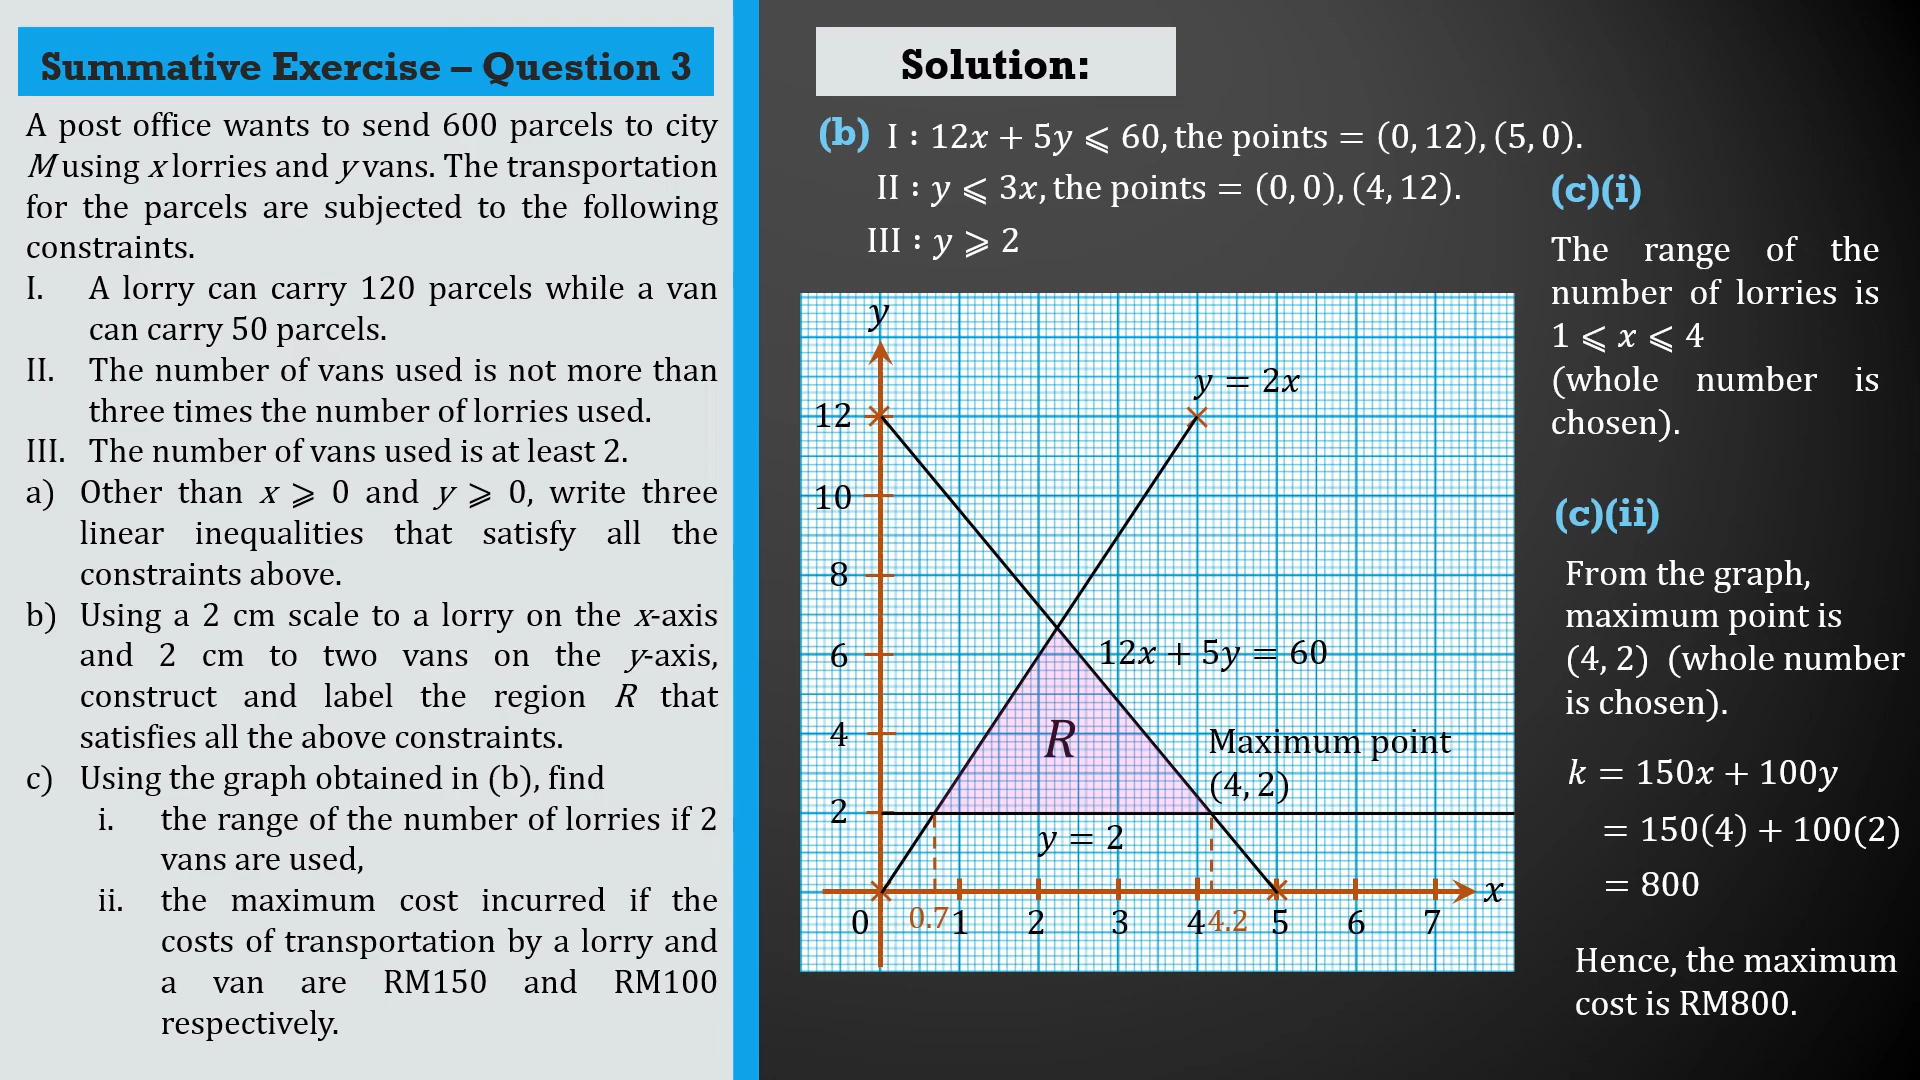 Summative Exercise – Question 3
A post office wants to send 600 parcels to city
M using x lorries and y vans. The transportation
for the parcels are subjected to the following
constraints.
I. A lorry can carry 120 parcels while a van
can carry 50 parcels.
II. The number of vans used is not more than
three times the number of lorries used.
III. The number of vans used is at least 2.
a) Other than x ⩾ 0 and y ⩾ 0, write three
linear inequalities that satisfy all the
constraints above.
b) Using a 2 cm scale to a lorry on the x-axis
and 2 cm to two vans on the y-axis,
construct and label the region R that
satisfies all the above constraints.
c) Using the graph obtained in (b), find
i. the range of the number of lorries if 2
vans are used,
ii. the maximum cost incurred if the
costs of transportation by a lorry and
a van are RM150 and RM100
respectively.
Solution:
(b) I : 12x + 5y ⩽ 60, the points = (0, 12), (5, 0).
II : y ⩽ 3x, the points = (0, 0), (4, 12).
III : y ⩾ 2
y
y = 2x
12
10
8
6
12x + 5y = 60
4
R
Maximum point
(4, 2)
2
y = 2
x
0 0.7 1 2 3 4 4.2 5 6 7
(c)(i)
The range of the
number of lorries is
1 ⩽ x ⩽ 4
(whole number is
chosen).
(c)(ii)
From the graph,
maximum point is
(4, 2) (whole number
is chosen).
k = 150x + 100y
= 150(4) + 100(2)
= 800
Hence, the maximum
cost is RM800.